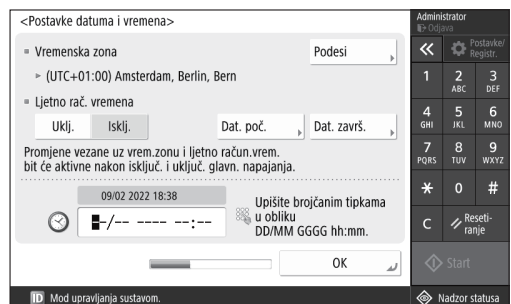 <Postavke datuma i vremena>
Vremenska zona
Podesi
(UTC+01:00) Amsterdam, Berlin, Bern
Ljetno rač. vremena
Uklj.
Isklj.
Dat. poč.
Dat. završ.
Promjene vezane uz vrem.zonu i ljetno račun.vrem.
bit će aktivne nakon isključ. i uključ. glavn. napajanja.
09/02 2022 18:38
-/-- ---- --:--
Upišite brojčanim tipkama
u obliku
DD/MM GGGG hh:mm.
OK
ID Mod upravljanja sustavom.
Administrator
Odjava
Postavke/
Registr.
1
2 ABC
3 DEF
4 GHI
5 JKL
6 MNO
7 PQRS
8 TUV
9 WXYZ
* 0 #
C
Reseti-
ranje
Start
Nadzor statusa